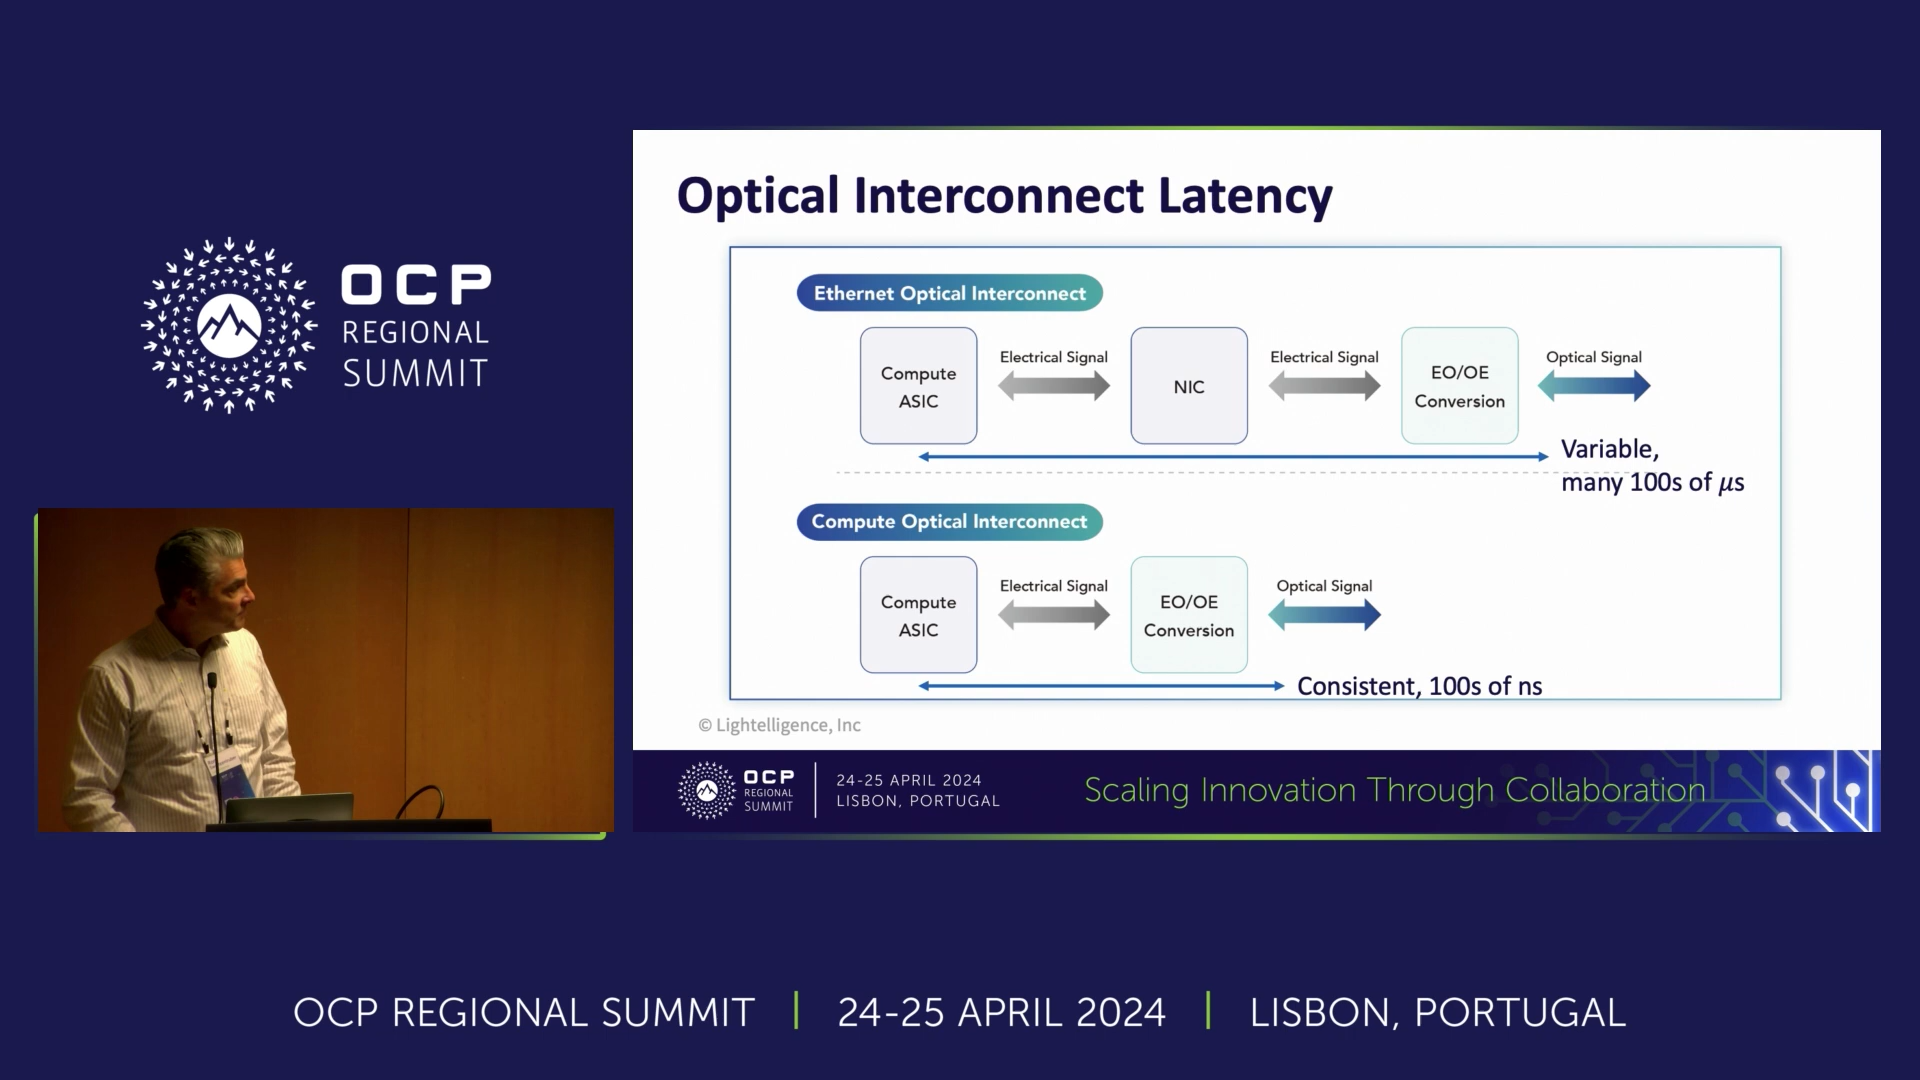 OCP
REGIONAL
SUMMIT
Optical Interconnect Latency
Ethernet Optical Interconnect
Compute
ASIC
Electrical Signal
NIC
Electrical Signal
EO/OE
Conversion
Optical Signal
Variable,
many 100s of 𝜇s
Compute Optical Interconnect
Compute
ASIC
Electrical Signal
EO/OE
Conversion
Optical Signal
Consistent, 100s of ns
© Lightelligence, Inc
OCP
REGIONAL
SUMMIT
24-25 APRIL 2024
LISBON, PORTUGAL
Scaling Innovation Through Collaboration
OCP REGIONAL SUMMIT | 24-25 APRIL 2024 | LISBON, PORTUGAL